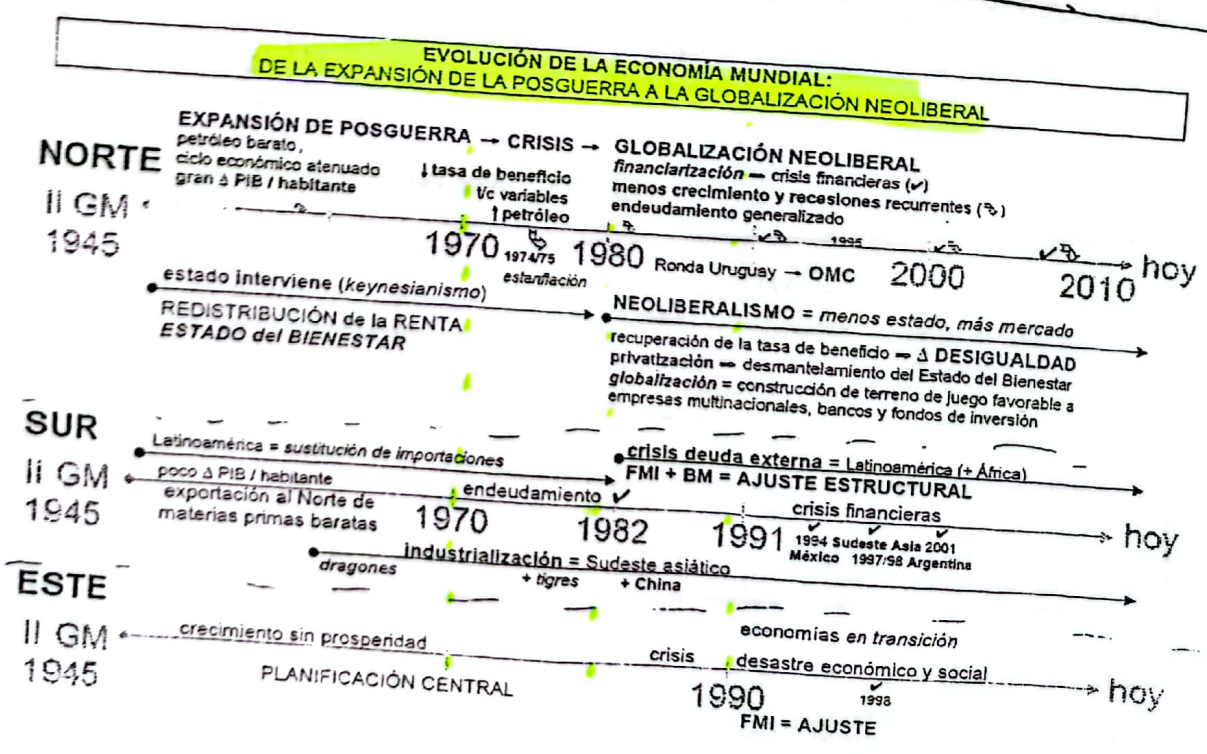 EVOLUCIÓN DE LA ECONOMÍA MUNDIAL:
DE LA EXPANSIÓN DE LA POSGUERRA A LA GLOBALIZACIÓN NEOLIBERAL
EXPANSIÓN DE POSGUERRA → CRISIS → GLOBALIZACIÓN NEOLIBERAL
NORTE
petróleo barato,
ciclo económico atenuado
gran Δ PIB / habitante
↓ tasa de beneficio
t/c variables
↑ petróleo
financiarización → crisis financieras (✔)
menos crecimiento y recesiones recurrentes (⤵)
endeudamiento generalizado
II GM
1945
1970
1974/75
estanflación
1980
Ronda Uruguay → OMC
1995
2000
2010
hoy
estado interviene (keynesianismo)
REDISTRIBUCIÓN de la RENTA
ESTADO del BIENESTAR
NEOLIBERALISMO = menos estado, más mercado
recuperación de la tasa de beneficio → Δ DESIGUALDAD
privatización → desmantelamiento del Estado del Bienestar
globalización = construcción de terreno de juego favorable a
empresas multinacionales, bancos y fondos de inversión
SUR
Latinoamérica = sustitución de importaciones
crisis deuda externa = Latinoamérica (+ África)
FMI + BM = AJUSTE ESTRUCTURAL
II GM
1945
poco Δ PIB / habitante
exportación al Norte de
materias primas baratas
endeudamiento ✔
crisis financieras
1970
1982
1991
✔ ✔ ✔
1994 Sudeste Asia 2001
México 1997/98 Argentina
hoy
industrialización = Sudeste asiático
dragones
+ tigres
+ China
ESTE
II GM
1945
crecimiento sin prosperidad
PLANIFICACIÓN CENTRAL
economías en transición
crisis
desastre económico y social
1990
✔
1998
hoy
FMI = AJUSTE